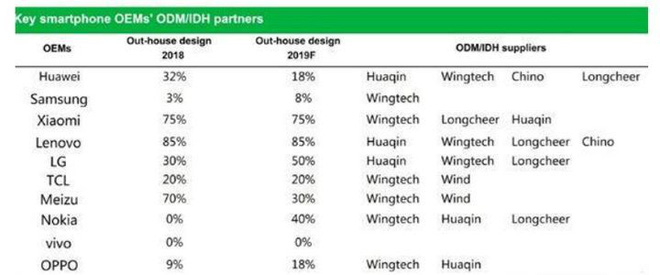 Key smartphone OEMs' ODM/IDH partners
OEMs Out-house design 2018 Out-house design 2019F ODM/IDH suppliers
Huawei 32% 18% Huaqin Wingtech Chino Longcheer
Samsung 3% 8% Wingtech
Xiaomi 75% 75% Wingtech Longcheer Huaqin
Lenovo 85% 85% Huaqin Wingtech Longcheer Chino
LG 30% 50% Huaqin Wingtech Longcheer
TCL 20% 20% Wingtech Wind
Meizu 70% 30% Wingtech Wind
Nokia 0% 40% Wingtech Huaqin Longcheer
vivo 0% 0%
OPPO 9% 18% Wingtech Huaqin